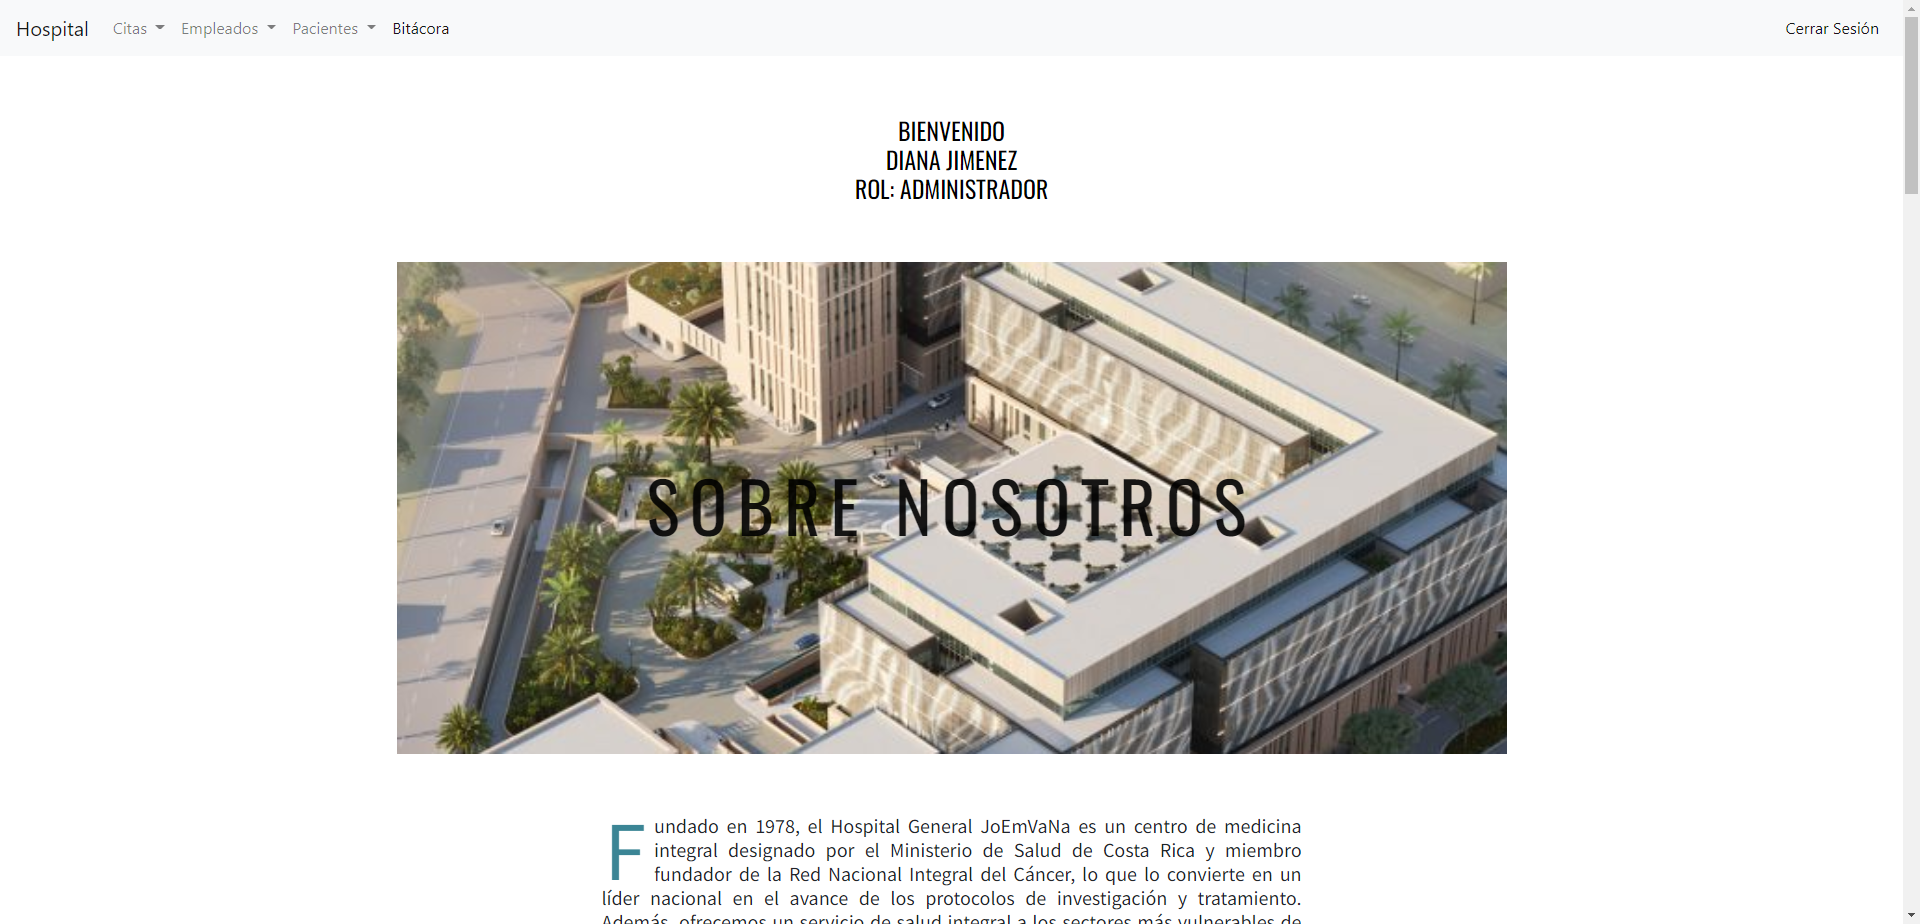 Hospital Citas Empleados Pacientes Bitácora Cerrar Sesión
BIENVENIDO
DIANA JIMENEZ
ROL: ADMINISTRADOR
SOBRE NOSOTROS
Fundado en 1978, el Hospital General JoEmVaNa es un centro de medicina
integral designado por el Ministerio de Salud de Costa Rica y miembro
fundador de la Red Nacional Integral del Cáncer, lo que lo convierte en un
líder nacional en el avance de los protocolos de investigación y tratamiento.
Además, ofrecemos un servicio de salud integral a los sectores más vulnerables de